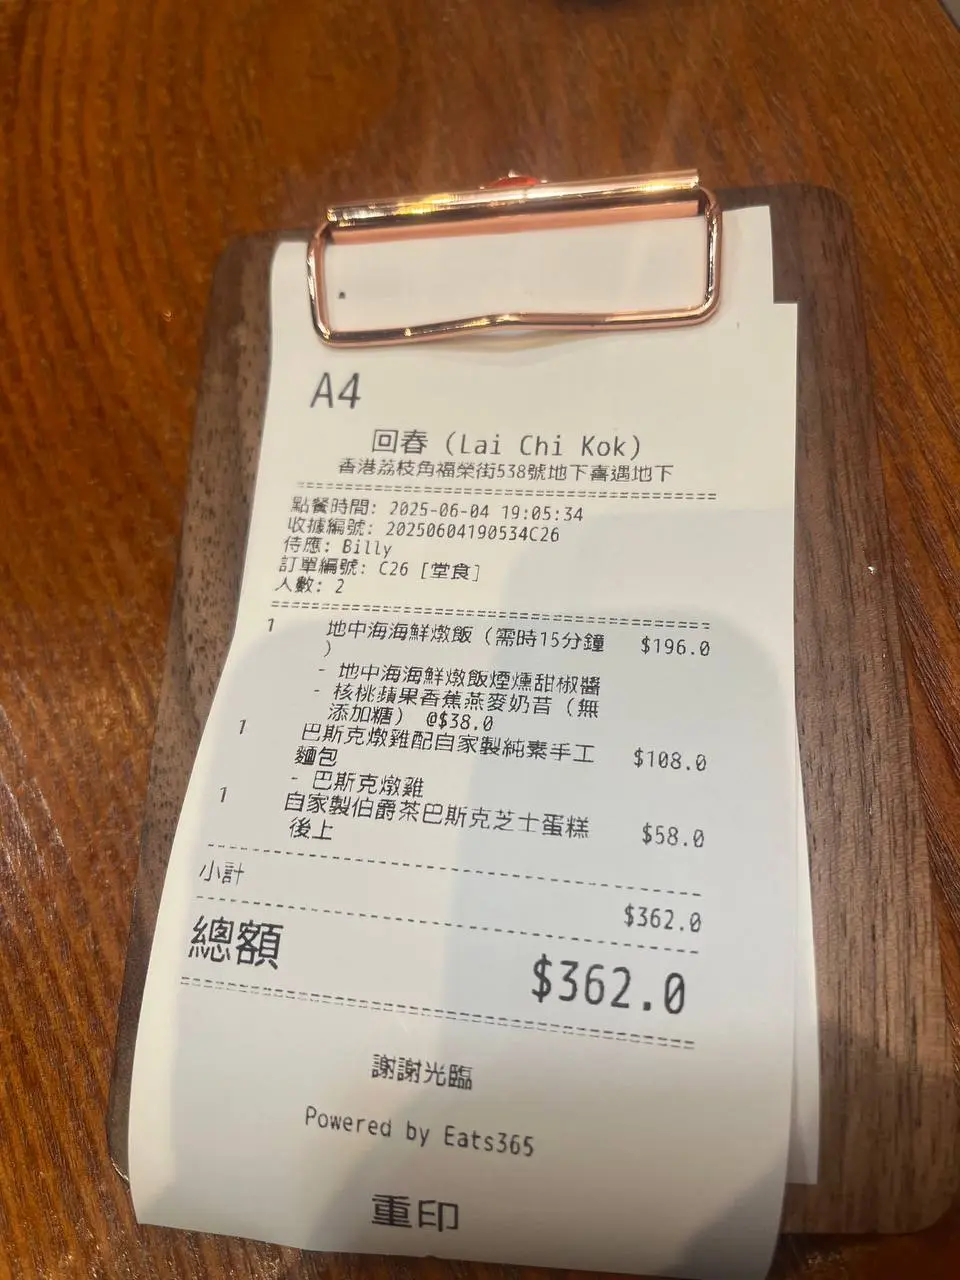 A4
回春 (Lai Chi Kok)
香港荔枝角福榮街538號地下喜遇地下
點餐時間: 2025-06-04 19:05:34
收據編號: 20250604190534C26
侍應: Billy
訂單編號: C26 [堂食]
人數: 2
1 地中海海鮮燉飯 (需時15分鐘 $196.0
)
- 地中海海鮮燉飯煙燻甜椒醬
- 核桃蘋果香蕉燕麥奶昔 (無
添加糖) @$38.0
1 巴斯克燉雞配自家製純素手工 $108.0
麵包
- 巴斯克燉雞
1 自家製伯爵茶巴斯克芝士蛋糕 $58.0
後上
小計 $362.0
總額 $362.0
謝謝光臨
Powered by Eats365
重印